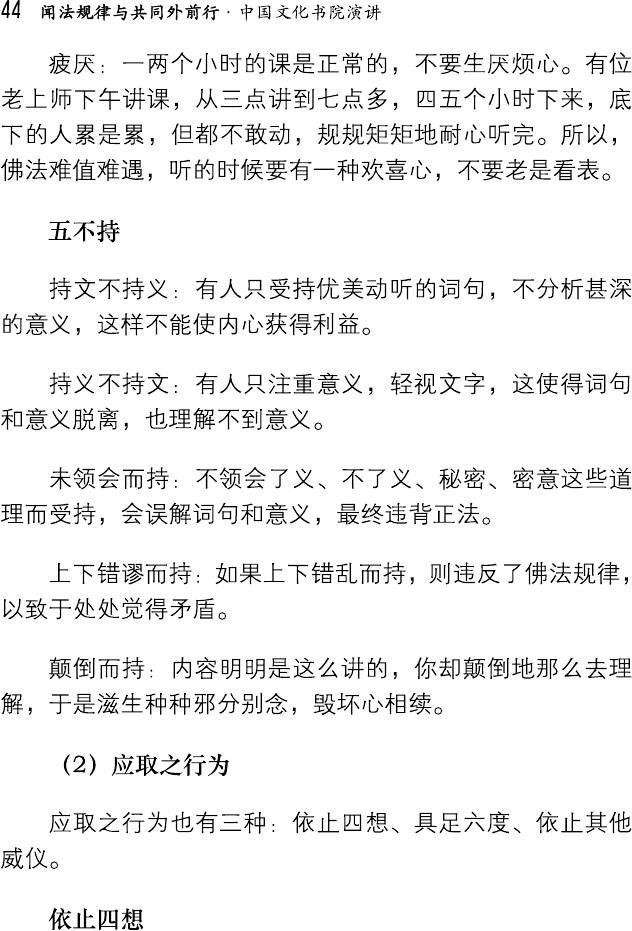 44 闻法规律与共同外前行·中国文化书院演讲
疲厌：一两个小时的课是正常的，不要生厌烦心。有位
老上师下午讲课，从三点讲到七点多，四五个小时下来，底
下的人累是累，但都不敢动，规规矩矩地耐心听完。所以，
佛法难值难遇，听的时候要有一种欢喜心，不要老是看表。
五不持
持文不持义：有人只受持优美动听的词句，不分析甚深
的意义，这样不能使内心获得利益。
持义不持文：有人只注重意义，轻视文字，这使得词句
和意义脱离，也理解不到意义。
未领会而持：不领会了义、不了义、秘密、密意这些道
理而受持，会误解词句和意义，最终违背正法。
上下错谬而持：如果上下错乱而持，则违反了佛法规律，
以致于处处觉得矛盾。
颠倒而持：内容明明是这么讲的，你却颠倒地那么去理
解，于是滋生种种邪分别念，毁坏心相续。
（2）应取之行为
应取之行为也有三种：依止四想、具足六度、依止其他
威仪。
依止四想